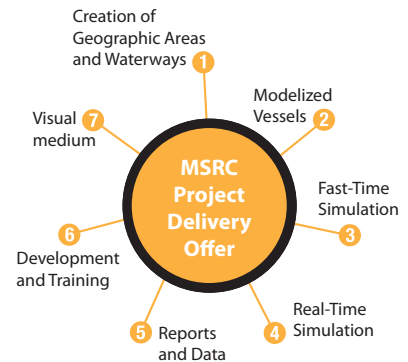 Creation of
Geographic Areas
and Waterways
1
Modelized
Vessels
2
Fast-Time
Simulation
3
Real-Time
Simulation
4
Reports
and Data
5
Development
and Training
6
Visual
medium
7
MSRC
Project
Delivery
Offer